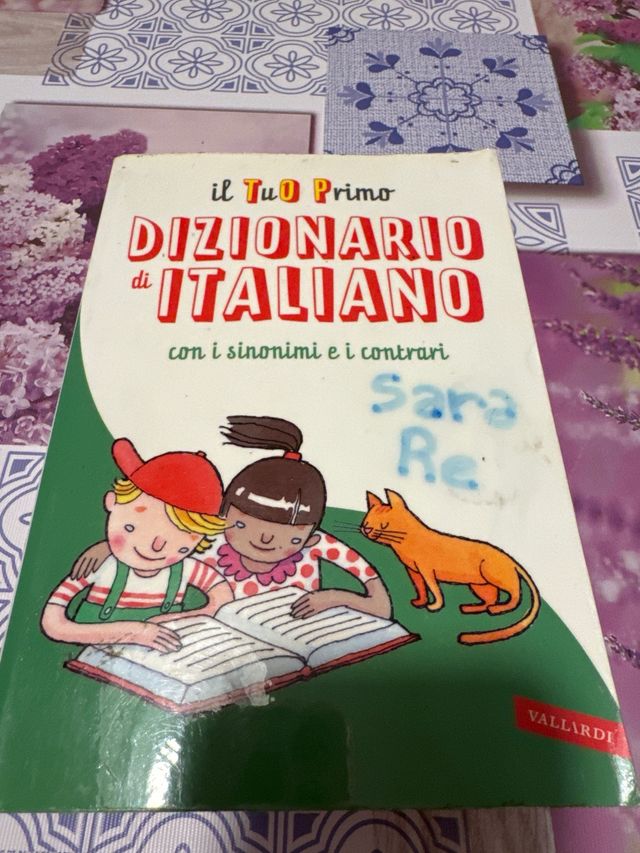 il TuO Primo
DIZIONARIO
di ITALIANO
con i sinonimi e i contrari
Sara
Re
VALLARDI